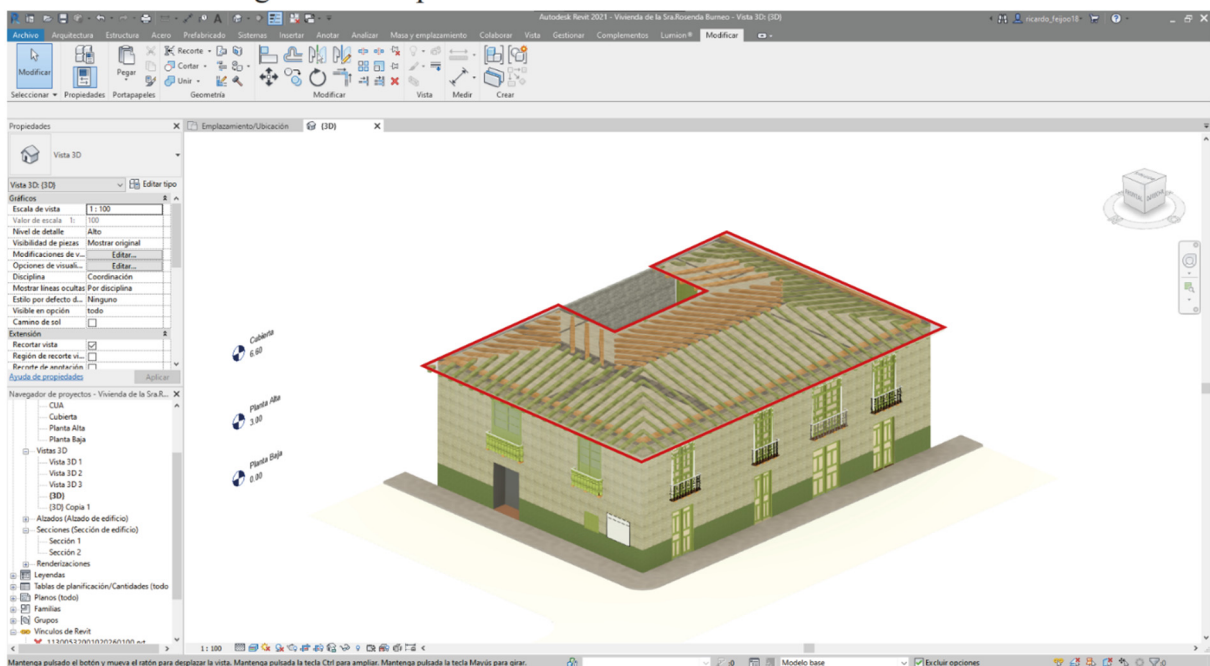 Autodesk Revit 2021 - Vivienda de la Sra.Rosenda Burneo - Vista 3D: {3D}
ricardo_feijoo18
Archivo Arquitectura Estructura Acero Prefabricado Sistemas Insertar Anotar Analizar Masa y emplazamiento Colaborar Vista Gestionar Complementos Lumion® Modificar
Modificar
Pegar
Recorte
Cortar
Unir
Seleccionar Propiedades Portapapeles Geometría Modificar Vista Medir Crear
Propiedades X
Emplazamiento/Ubicación {3D} X
Vista 3D
Vista 3D: {3D} Editar tipo
Gráficos
Escala de vista 1 : 100
Valor de escala 1: 100
Nivel de detalle Alto
Visibilidad de piezas Mostrar original
Modificaciones de v... Editar...
Opciones de visuali... Editar...
Disciplina Coordinación
Mostrar líneas ocultas Por disciplina
Estilo por defecto d... Ninguno
Visible en opción todo
Camino de sol
Extensión
Recortar vista
Región de recorte vi...
Recorte de anotación
Ayuda de propiedades Aplicar
Navegador de proyectos - Vivienda de la Sra.R... X
CUA
Cubierta
Planta Alta
Planta Baja
Vistas 3D
Vista 3D 1
Vista 3D 2
Vista 3D 3
{3D}
{3D} Copia 1
Alzados (Alzado de edificio)
Secciones (Sección de edificio)
Sección 1
Sección 2
Renderizaciones
Leyendas
Tablas de planificación/Cantidades (todo
Planos (todo)
Familias
Grupos
Vínculos de Revit
Cubierta
6.60
Planta Alta
3.00
Planta Baja
0.00
1 : 100
Mantenga pulsado el botón y mueva el ratón para desplazar la vista. Mantenga pulsada la tecla Ctrl para ampliar. Mantenga pulsada la tecla Mayús para girar.
:0 Modelo base Excluir opciones :0